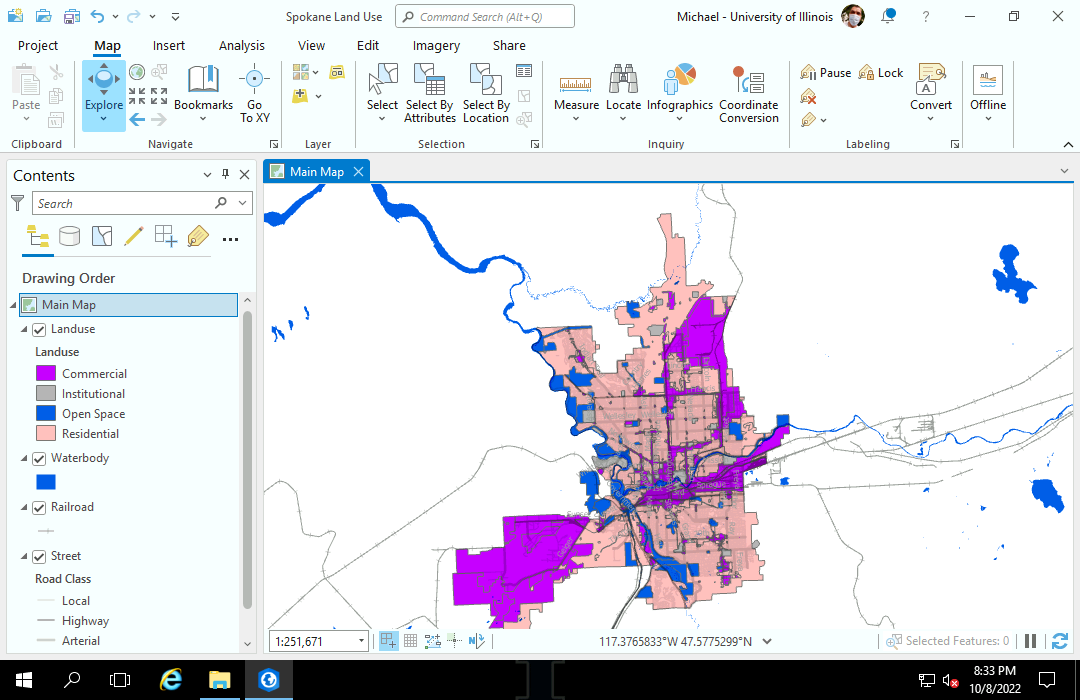 Spokane Land Use
Command Search (Alt+Q)
Michael - University of Illinois
?
Project
Map
Insert
Analysis
View
Edit
Imagery
Share
Paste
Clipboard
Explore
Bookmarks
Go
To XY
Navigate
Layer
Select
Select By
Attributes
Select By
Location
Selection
Measure
Locate
Infographics
Coordinate
Conversion
Inquiry
Pause
Lock
Convert
Labeling
Offline
Contents
Search
Drawing Order
Main Map
Landuse
Landuse
Commercial
Institutional
Open Space
Residential
Waterbody
Railroad
Street
Road Class
Local
Highway
Arterial
Main Map
Sprague
Geiger
1:251,671
117.3765833°W 47.5775299°N
Selected Features: 0
8:33 PM
10/8/2022